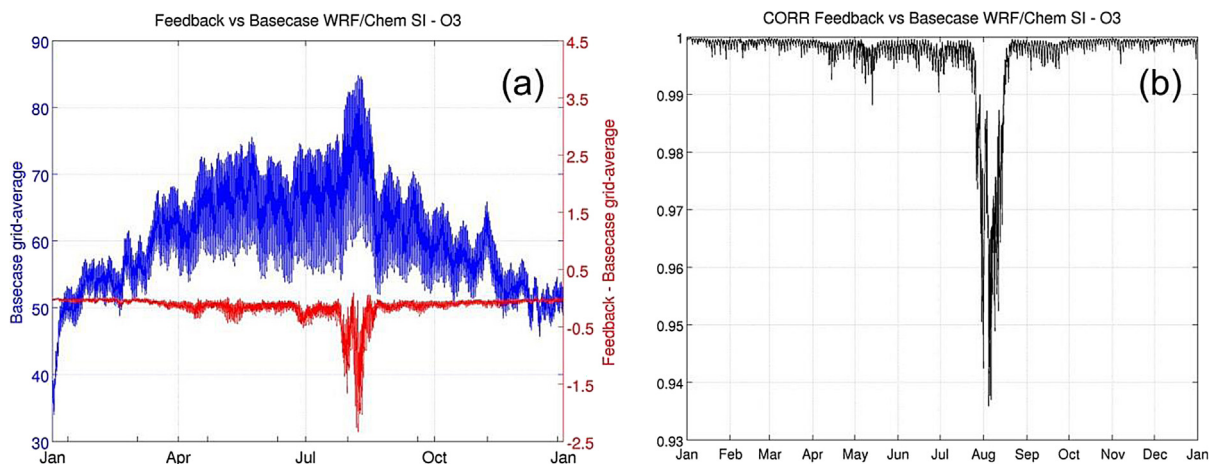 Feedback vs Basecase WRF/Chem SI - O3
(a)
Basecase grid-average
90
80
70
60
50
40
30
4.5
3.5
2.5
1.5
0.5
-0.5
-1.5
-2.5
Feedback - Basecase grid-average
Jan Apr Jul Oct Jan
CORR Feedback vs Basecase WRF/Chem SI - O3
(b)
1
0.99
0.98
0.97
0.96
0.95
0.94
0.93
Jan Feb Mar Apr May Jun Jul Aug Sep Oct Nov Dec Jan